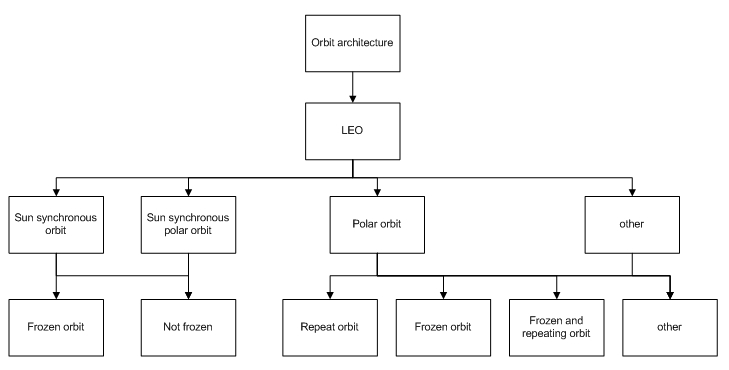 Orbit architecture
LEO
Sun synchronous
orbit
Sun synchronous
polar orbit
Polar orbit
other
Frozen orbit
Not frozen
Repeat orbit
Frozen orbit
Frozen and
repeating orbit
other